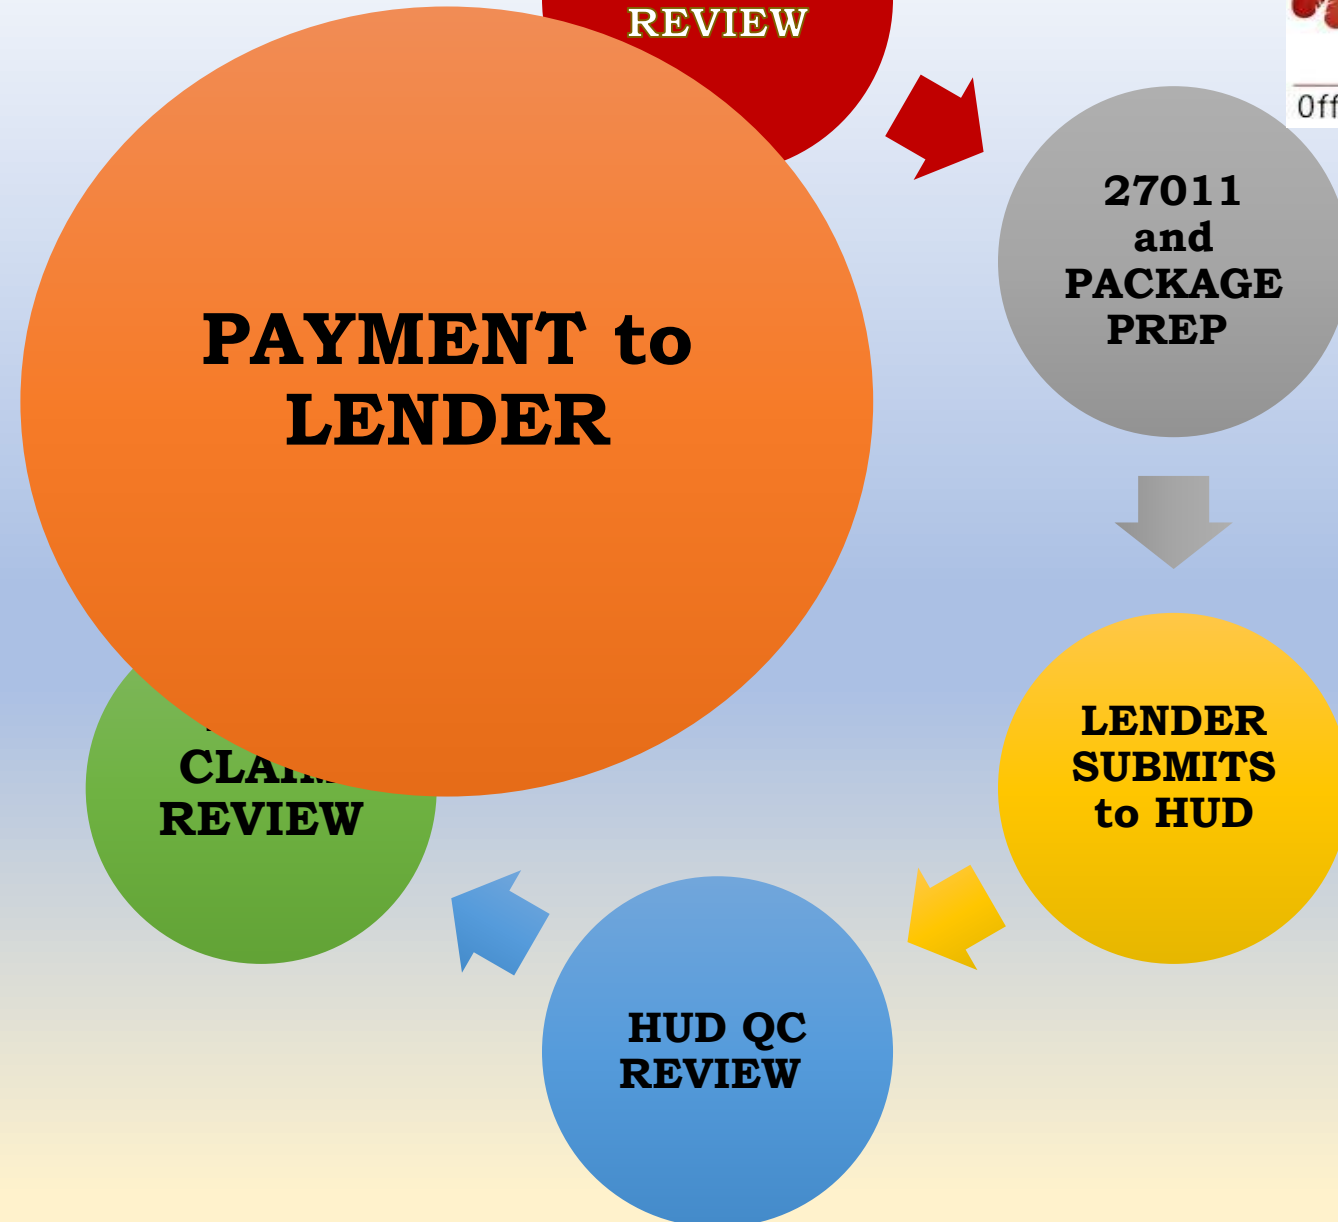 REVIEW
27011
and
PACKAGE
PREP
PAYMENT to
LENDER
LENDER
SUBMITS
to HUD
REVIEW
HUD QC
REVIEW